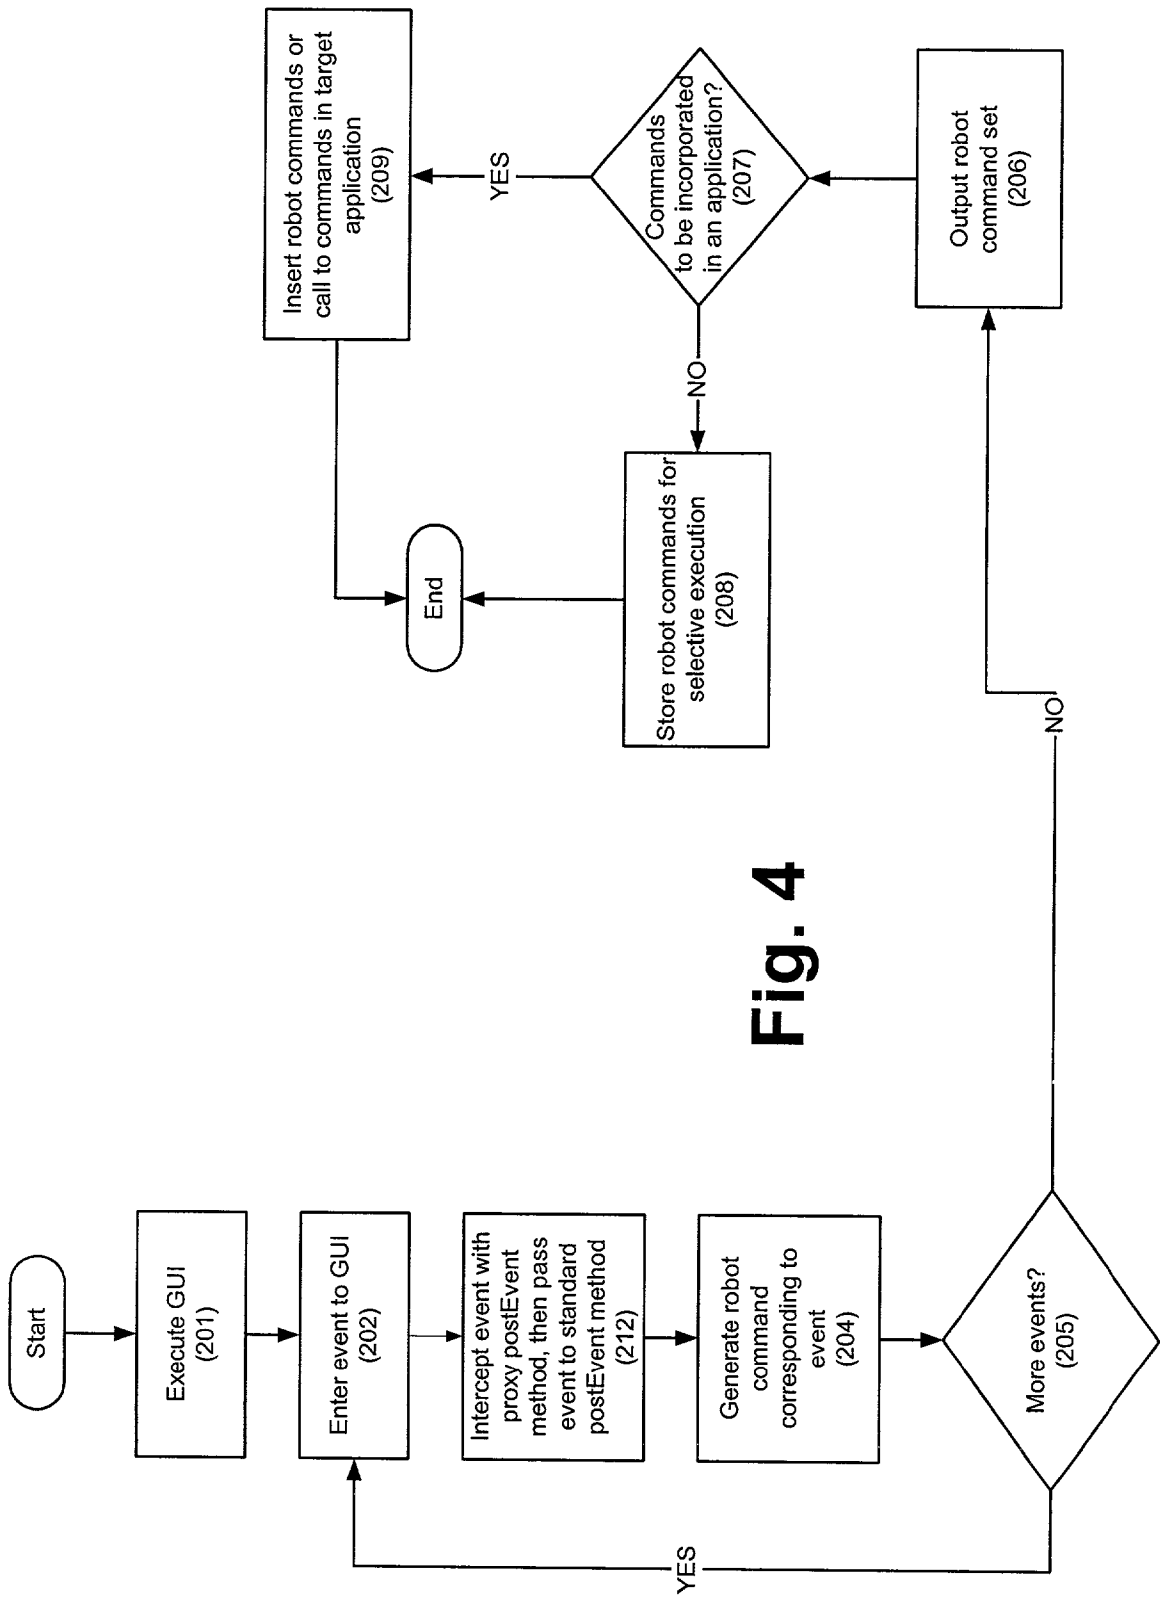 Start
Execute GUI
(201)
Enter event to GUI
(202)
Intercept event with
proxy postEvent
method, then pass
event to standard
postEvent method
(212)
Generate robot
command
corresponding to
event
(204)
More events?
(205)
YES
NO
Output robot
command set
(206)
Commands
to be incorporated
in an application?
(207)
YES
NO
Insert robot commands or
call to commands in target
application
(209)
Store robot commands for
selective execution
(208)
End
Fig. 4